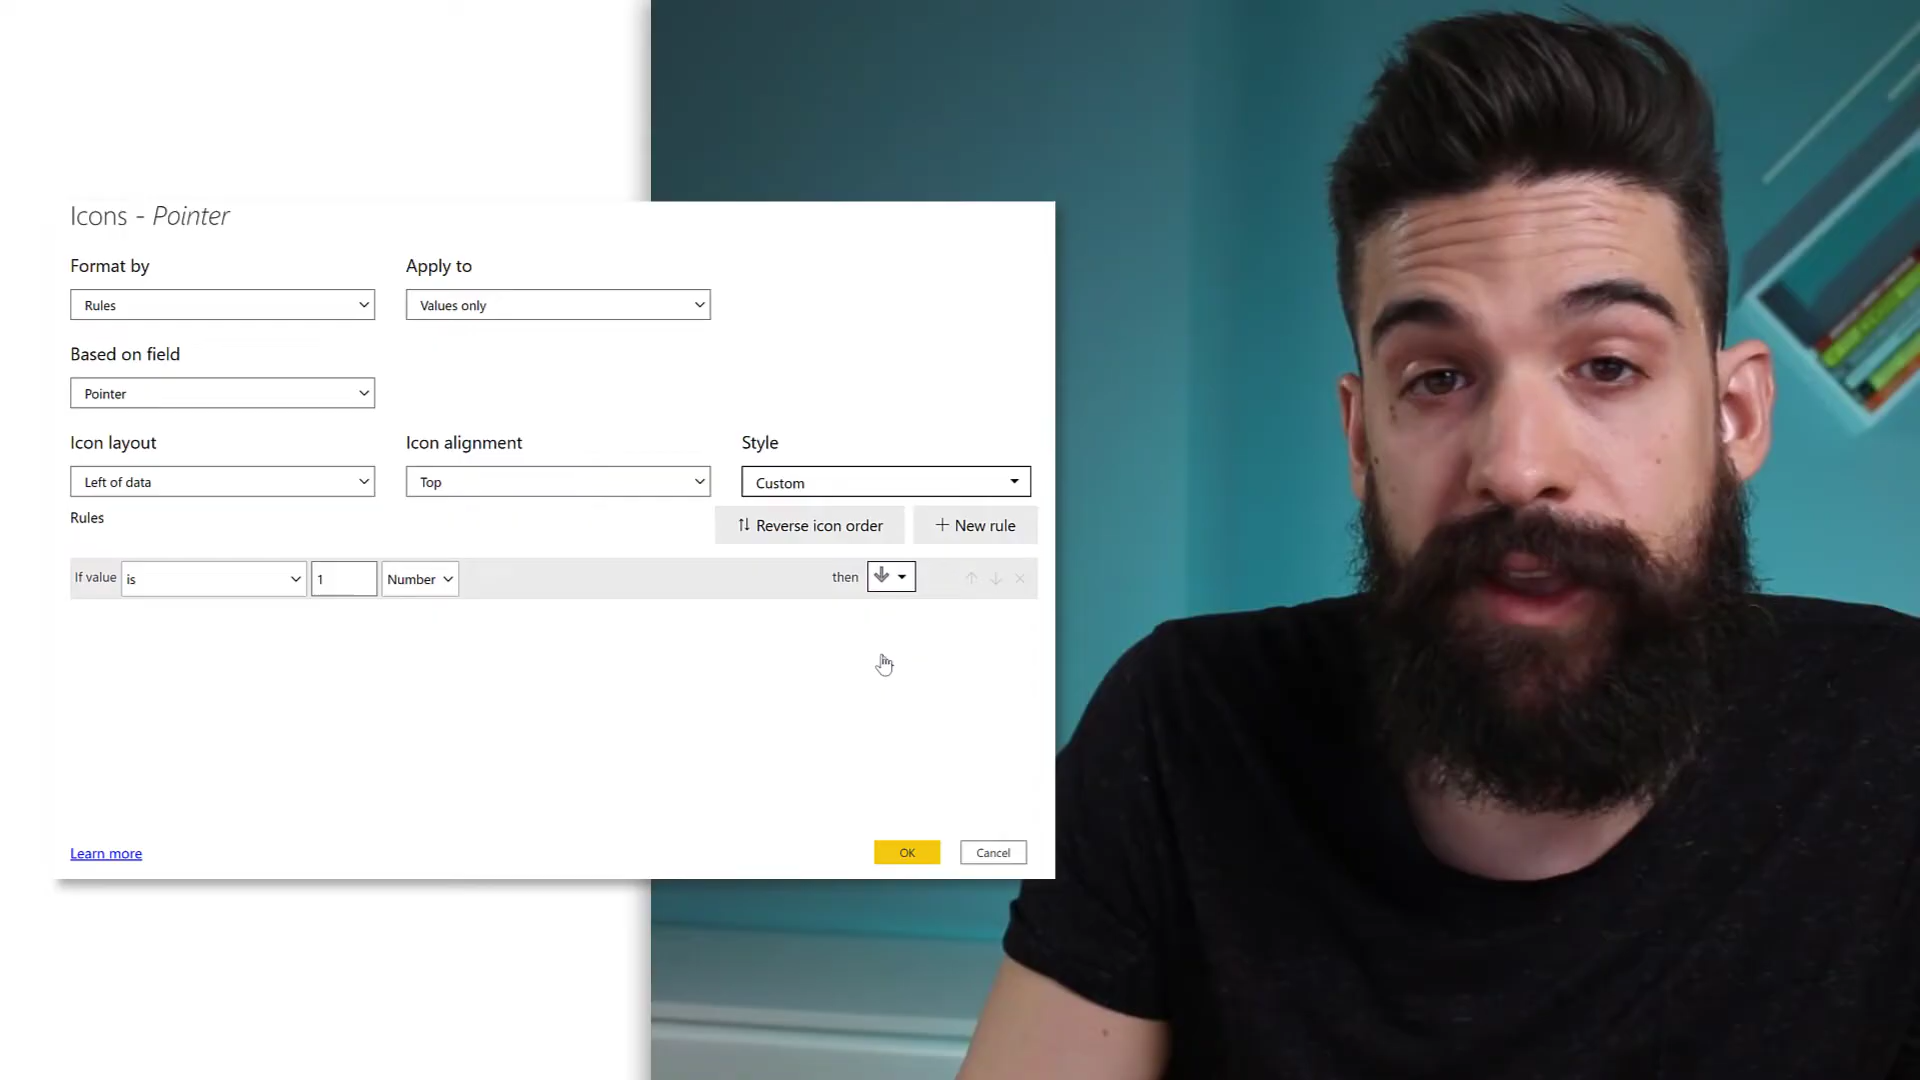 Icons - Pointer
Format by
Apply to
Rules
Values only
Based on field
Pointer
Icon layout
Icon alignment
Style
Left of data
Top
Custom
Rules
Reverse icon order
New rule
If value
is
1
Number
then
Learn more
OK
Cancel